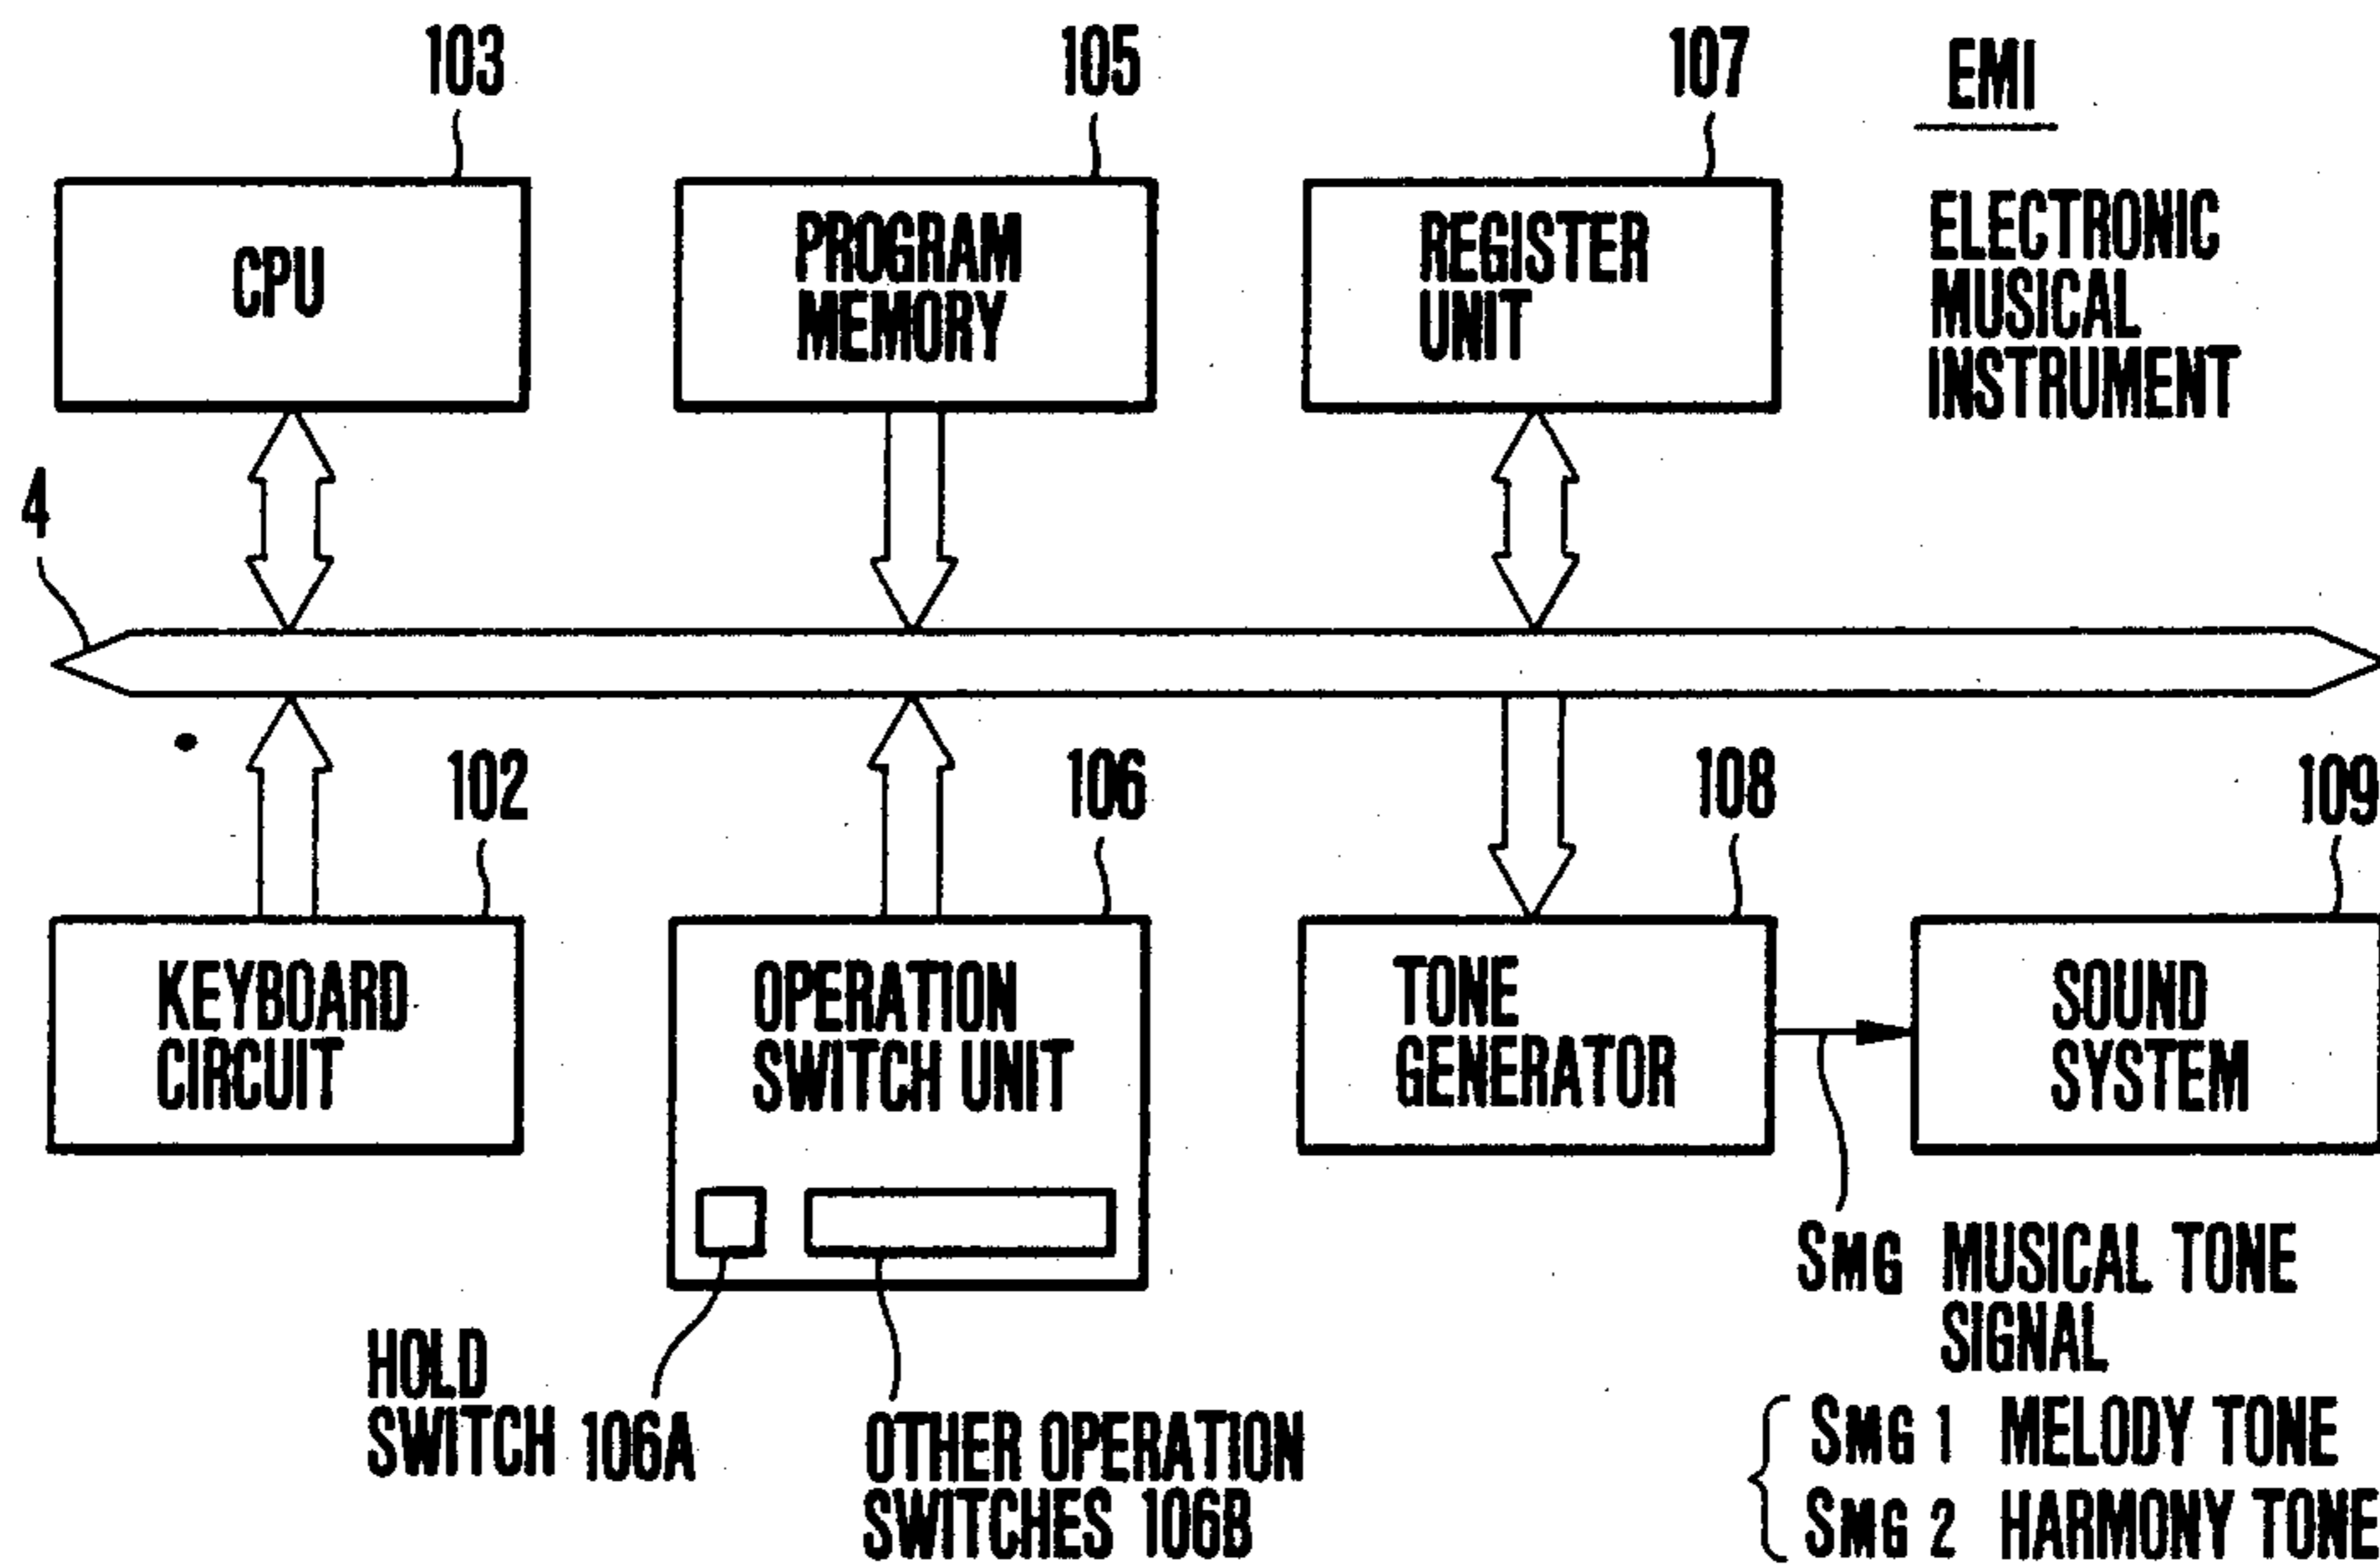 103
105
107
EMI
CPU
PROGRAM
MEMORY
REGISTER
UNIT
ELECTRONIC
MUSICAL
INSTRUMENT
4
102
106
108
109
KEYBOARD
CIRCUIT
OPERATION
SWITCH UNIT
TONE
GENERATOR
SOUND
SYSTEM
HOLD
SWITCH 106A
OTHER OPERATION
SWITCHES 106B
SMG MUSICAL TONE
SIGNAL
SMG 1 MELODY TONE
SMG 2 HARMONY TONE